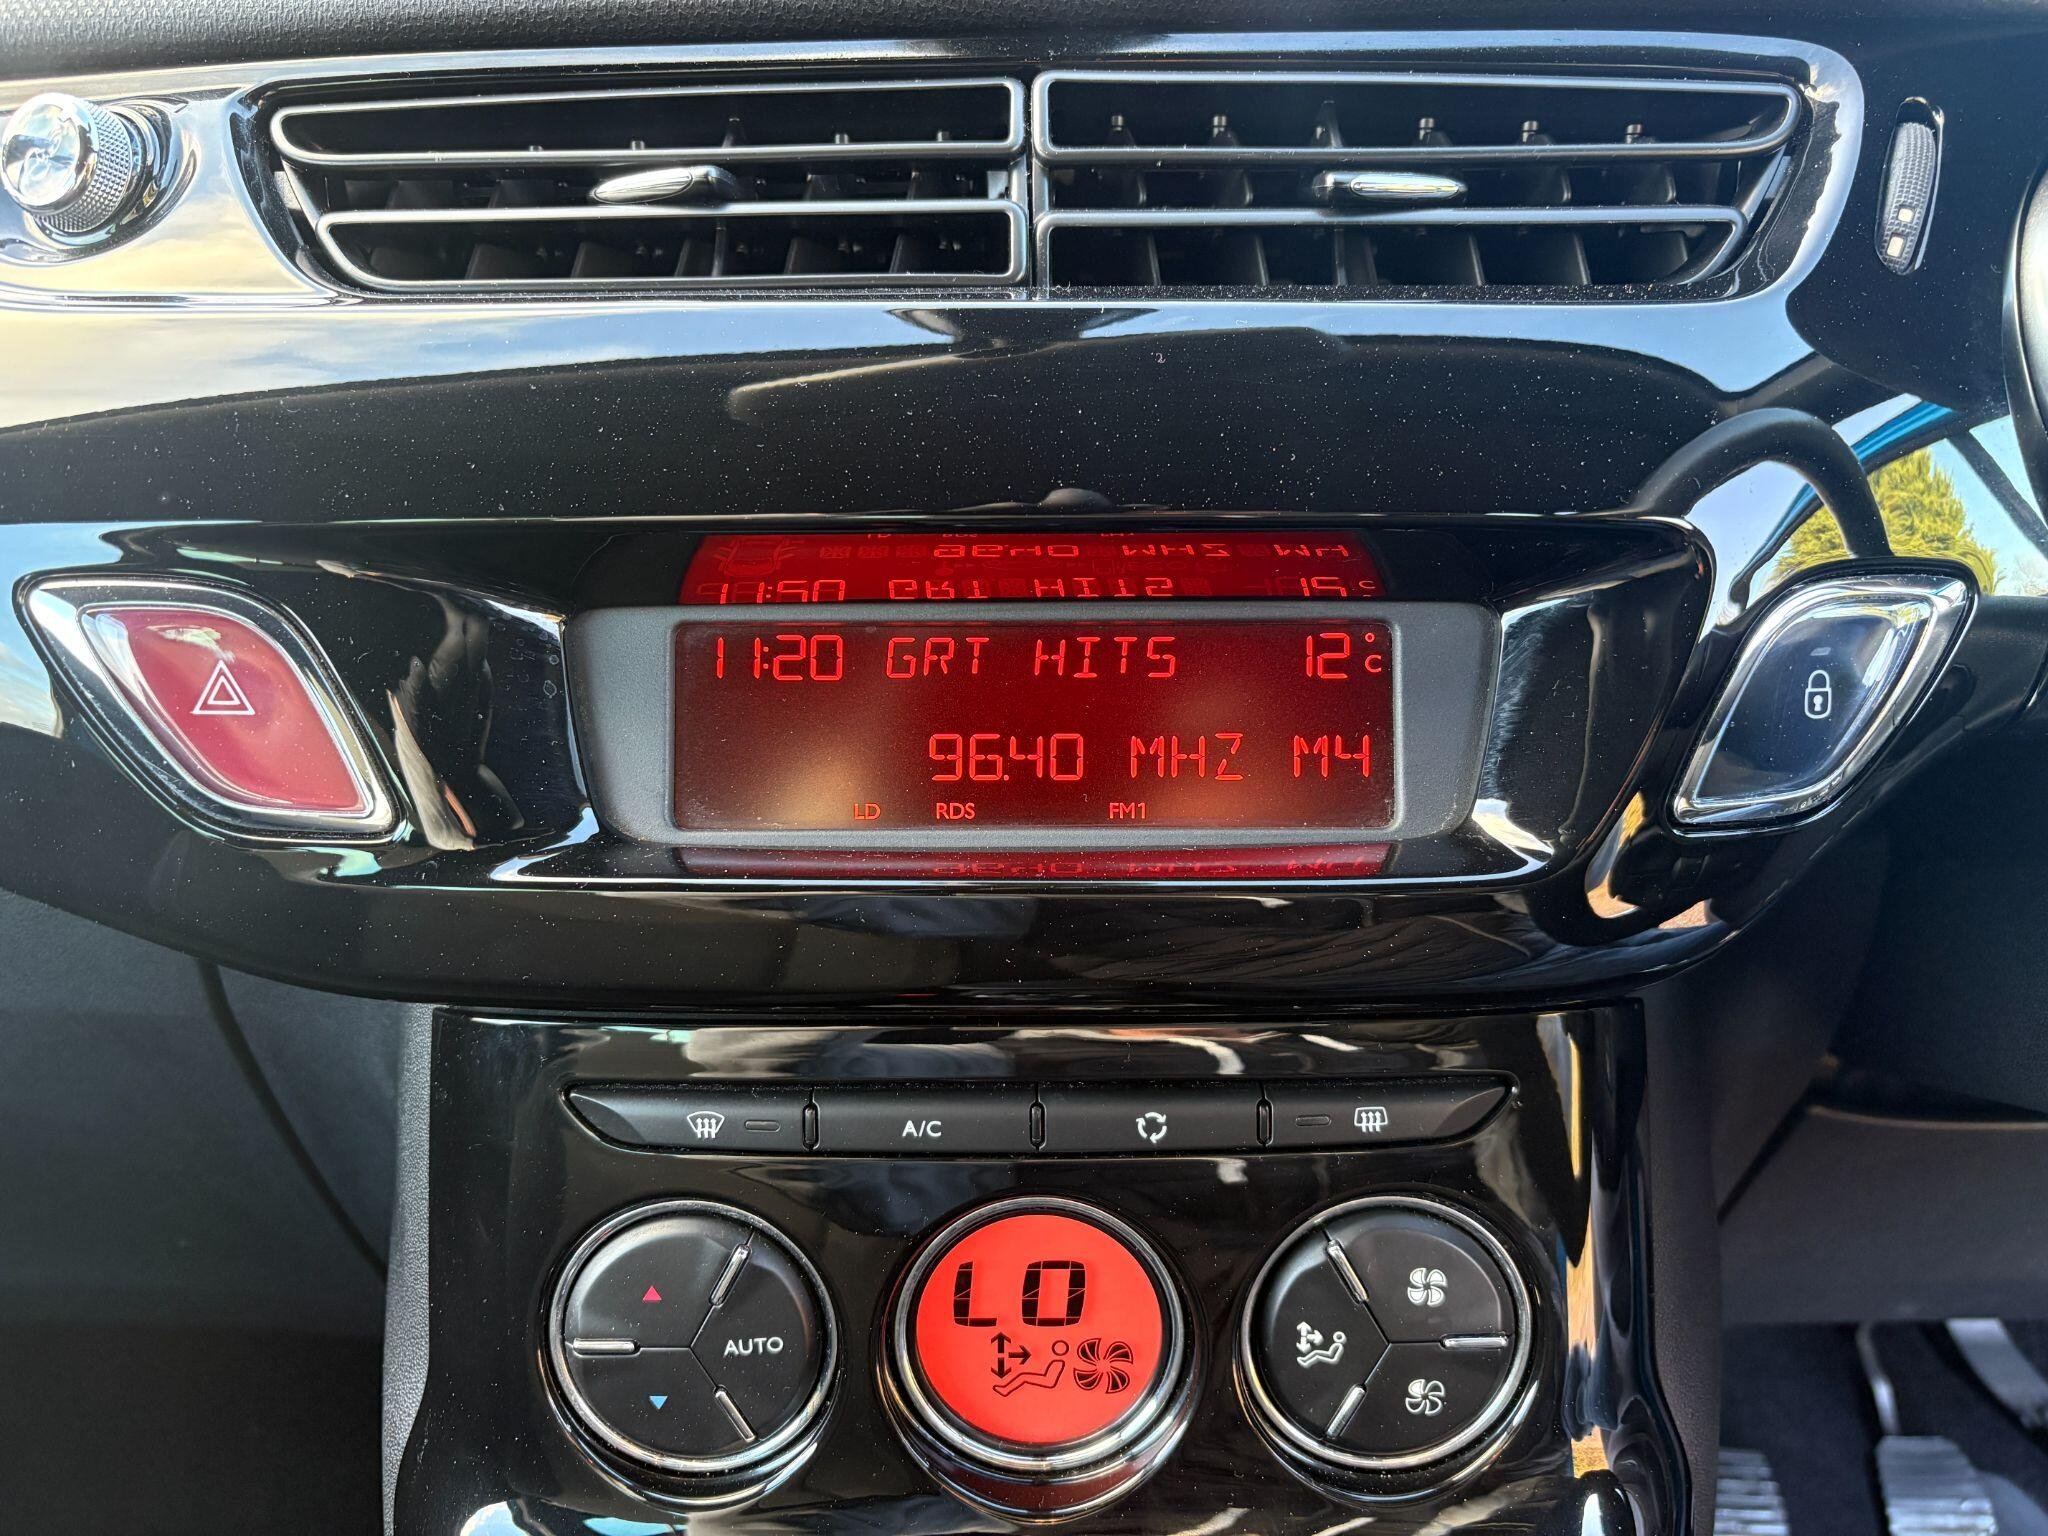 11:20 GRT HITS 12°C
96.40 MHZ M4
LD RDS FM1
A/C
AUTO
LO